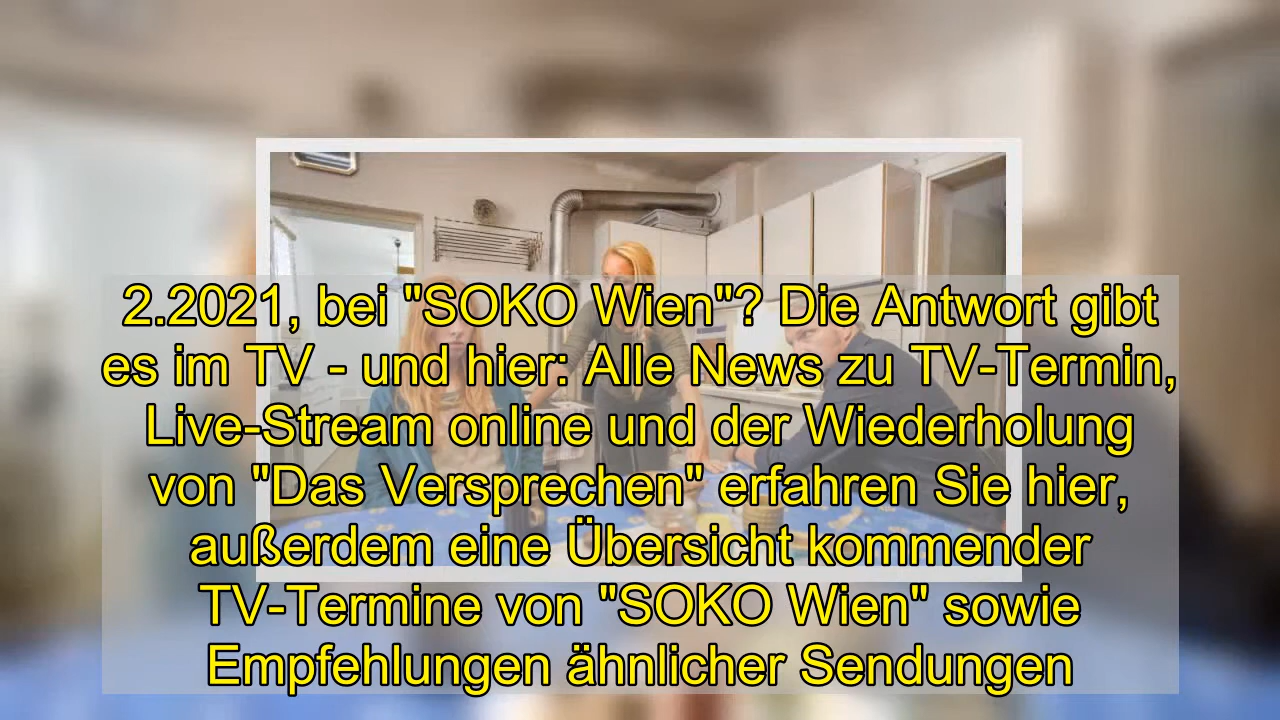 2.2021, bei "SOKO Wien"? Die Antwort gibt
es im TV - und hier: Alle News zu TV-Termin,
Live-Stream online und der Wiederholung
von "Das Versprechen" erfahren Sie hier,
außerdem eine Übersicht kommender
TV-Termine von "SOKO Wien" sowie
Empfehlungen ähnlicher Sendungen